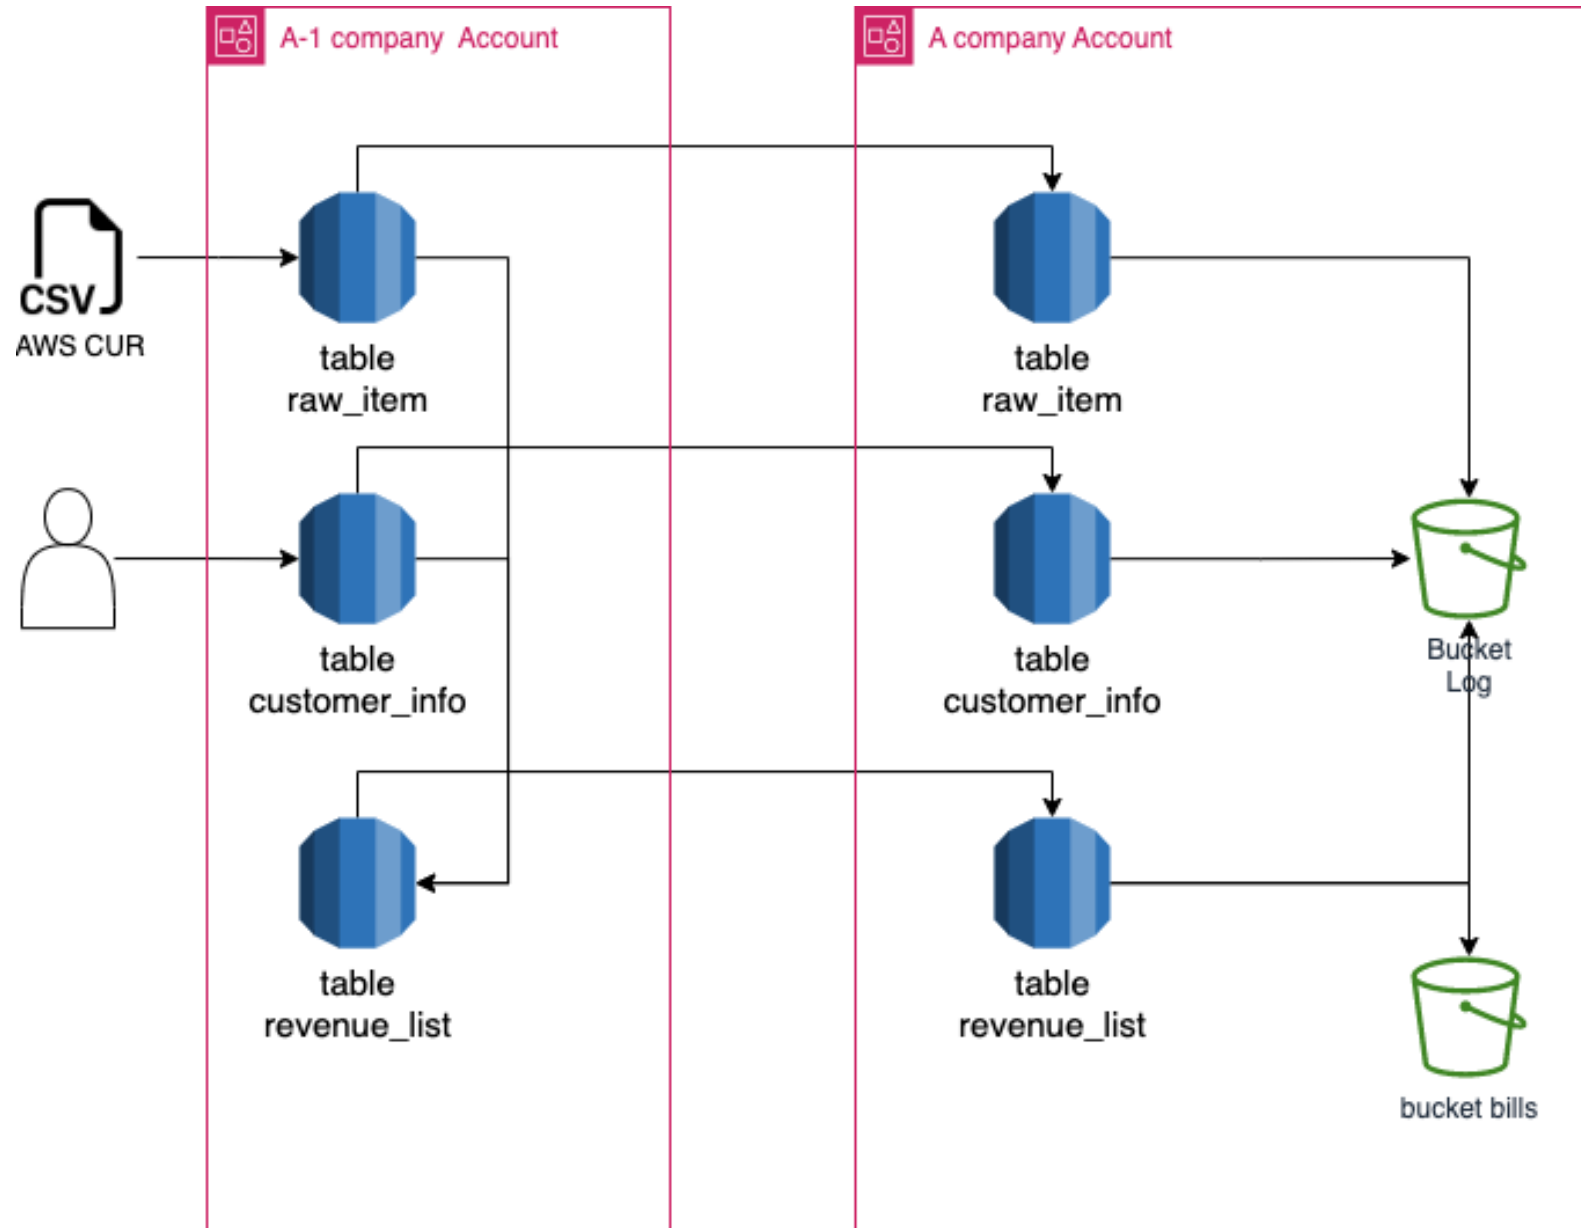 A-1 company  Account
A company Account
CSV
AWS CUR
table
raw_item
table
raw_item
table
customer_info
table
customer_info
Bucket
Log
table
revenue_list
table
revenue_list
bucket bills